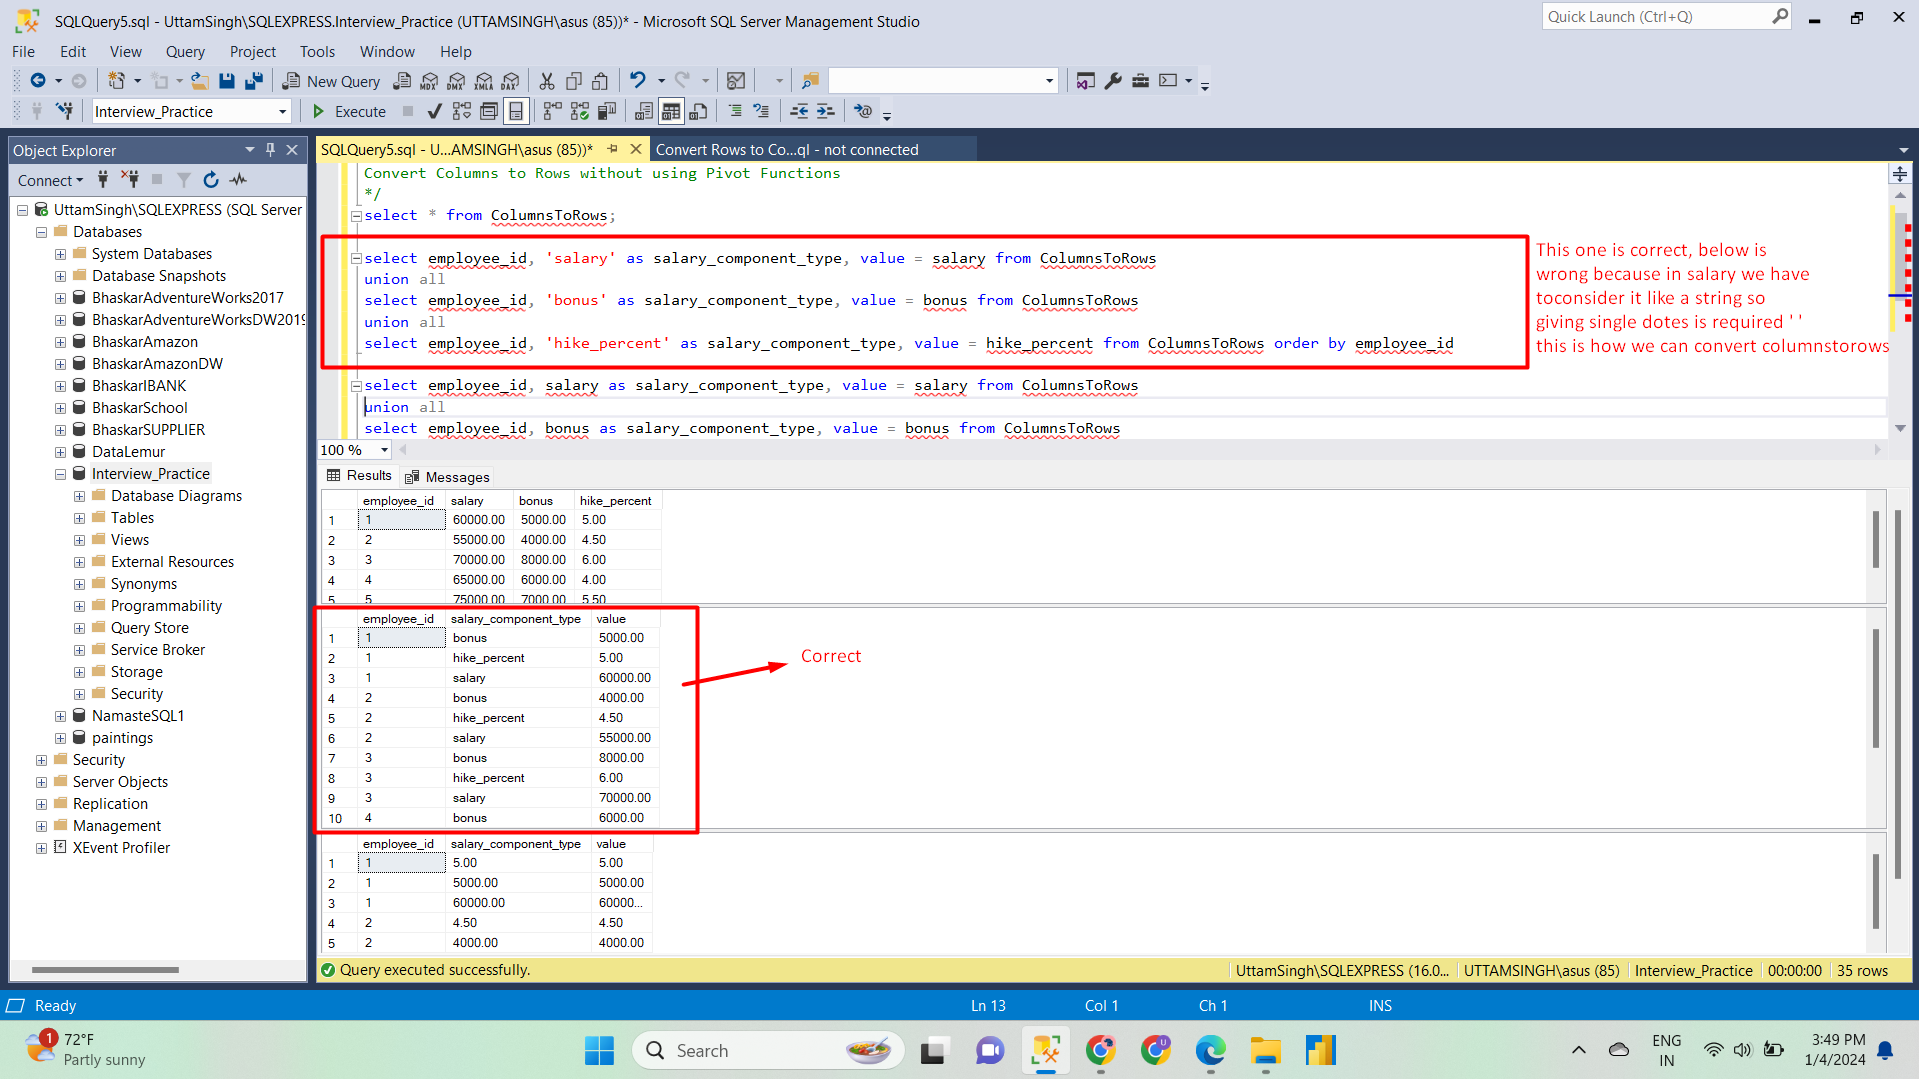 SQLQuery5.sql - UttamSingh\SQLEXPRESS.Interview_Practice (UTTAMSINGH\asus (85))* - Microsoft SQL Server Management Studio
Quick Launch (Ctrl+Q)
File Edit View Query Project Tools Window Help
New Query MDX DMX XMLA DAX
Interview_Practice Execute
Object Explorer
SQLQuery5.sql - U...AMSINGH\asus (85))* Convert Rows to Co...ql - not connected
Connect
UttamSingh\SQLEXPRESS (SQL Server
Databases
System Databases
Database Snapshots
BhaskarAdventureWorks2017
BhaskarAdventureWorksDW2019
BhaskarAmazon
BhaskarAmazonDW
BhaskarIBANK
BhaskarSchool
BhaskarSUPPLIER
DataLemur
Interview_Practice
Database Diagrams
Tables
Views
External Resources
Synonyms
Programmability
Query Store
Service Broker
Storage
Security
NamasteSQL1
paintings
Security
Server Objects
Replication
Management
XEvent Profiler
Convert Columns to Rows without using Pivot Functions
*/
select * from ColumnsToRows;
select employee_id, 'salary' as salary_component_type, value = salary from ColumnsToRows
union all
select employee_id, 'bonus' as salary_component_type, value = bonus from ColumnsToRows
union all
select employee_id, 'hike_percent' as salary_component_type, value = hike_percent from ColumnsToRows order by employee_id
select employee_id, salary as salary_component_type, value = salary from ColumnsToRows
union all
select employee_id, bonus as salary_component_type, value = bonus from ColumnsToRows
This one is correct, below is
wrong because in salary we have
toconsider it like a string so
giving single dotes is required ' '
this is how we can convert columnstorows
100 %
Results Messages
employee_id salary bonus hike_percent
1 1 60000.00 5000.00 5.00
2 2 55000.00 4000.00 4.50
3 3 70000.00 8000.00 6.00
4 4 65000.00 6000.00 4.00
5 5 75000.00 7000.00 5.50
employee_id salary_component_type value
1 1 bonus 5000.00
2 1 hike_percent 5.00
3 1 salary 60000.00
4 2 bonus 4000.00
5 2 hike_percent 4.50
6 2 salary 55000.00
7 3 bonus 8000.00
8 3 hike_percent 6.00
9 3 salary 70000.00
10 4 bonus 6000.00
Correct
employee_id salary_component_type value
1 1 5.00 5.00
2 1 5000.00 5000.00
3 1 60000.00 60000...
4 2 4.50 4.50
5 2 4000.00 4000.00
Query executed successfully.
UttamSingh\SQLEXPRESS (16.0... UTTAMSINGH\asus (85) Interview_Practice 00:00:00 35 rows
Ready Ln 13 Col 1 Ch 1 INS
1 72°F
Partly sunny
Search
ENG
IN
3:49 PM
1/4/2024